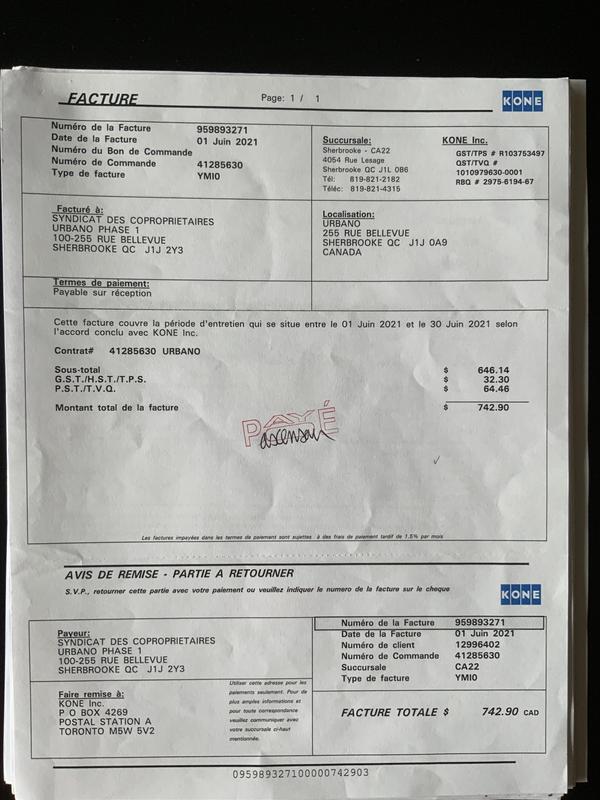 FACTURE
Page: 1 / 1
KONE
Numéro de la Facture 959893271
Date de la Facture 01 Juin 2021
Numéro du Bon de Commande
Numéro de Commande 41285630
Type de facture YMI0
Succursale:
Sherbrooke - CA22
4054 Rue Lesage
Sherbrooke QC J1L 0B6
Tél: 819-821-2182
Téléc: 819-821-4315
KONE Inc.
GST/TPS # R103753497
QST/TVQ #
1010979630-0001
RBQ # 2975-6194-67
Facturé à:
SYNDICAT DES COPROPRIETAIRES
URBANO PHASE 1
100-255 RUE BELLEVUE
SHERBROOKE QC J1J 2Y3
Localisation:
URBANO
255 RUE BELLEVUE
SHERBROOKE QC J1J 0A9
CANADA
Termes de paiement:
Payable sur réception
Cette facture couvre la période d'entretien qui se situe entre le 01 Juin 2021 et le 30 Juin 2021 selon
l'accord conclu avec KONE Inc.
Contrat# 41285630 URBANO
Sous-total $ 646.14
G.S.T./H.S.T./T.P.S. $ 32.30
P.S.T./T.V.Q. $ 64.46
Montant total de la facture $ 742.90
PAYÉ
ascenseur
Les factures impayées dans les termes de paiement sont sujettes à des frais de paiement tardif de 1.5% par mois
AVIS DE REMISE - PARTIE A RETOURNER
S.V.P., retourner cette partie avec votre paiement ou veuillez indiquer le numero de la facture sur le cheque
KONE
Payeur:
SYNDICAT DES COPROPRIETAIRES
URBANO PHASE 1
100-255 RUE BELLEVUE
SHERBROOKE QC J1J 2Y3
Faire remise à:
KONE Inc.
P O BOX 4269
POSTAL STATION A
TORONTO M5W 5V2
Utiliser cette adresse pour les
paiements seulement. Pour de
plus amples informations et
pour toute correspondance
veuillez communiquer avec
votre succursale ci-haut
mentionnée.
Numéro de la Facture 959893271
Date de la Facture 01 Juin 2021
Numéro de client 12996402
Numéro de Commande 41285630
Succursale CA22
Type de facture YMI0
FACTURE TOTALE $ 742.90 CAD
095989327100000742903